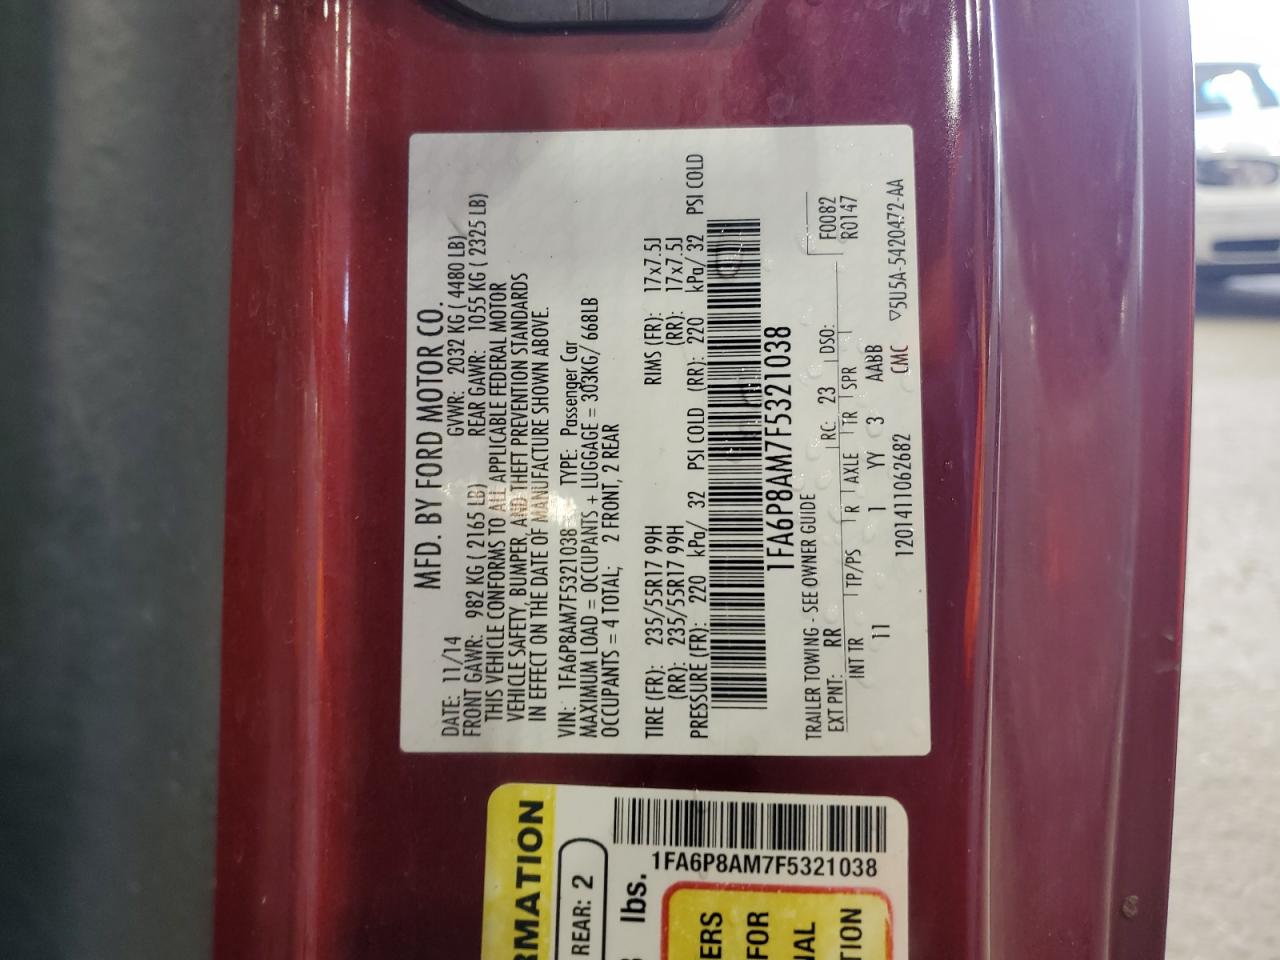 MFD. BY FORD MOTOR CO.
DATE: 11/14 GVWR: 2032 KG ( 4480 LB)
FRONT GAWR: 982 KG ( 2165 LB) REAR GAWR: 1055 KG ( 2325 LB)
THIS VEHICLE CONFORMS TO ALL APPLICABLE FEDERAL MOTOR
VEHICLE SAFETY, BUMPER, AND THEFT PREVENTION STANDARDS
IN EFFECT ON THE DATE OF MANUFACTURE SHOWN ABOVE.
VIN: 1FA6P8AM7F5321038 TYPE: Passenger Car
MAXIMUM LOAD = OCCUPANTS + LUGGAGE = 303KG/ 668LB
OCCUPANTS = 4 TOTAL; 2 FRONT, 2 REAR
TIRE (FR): 235/55R17 99H RIMS (FR): 17x7.5J
(RR): 235/55R17 99H (RR): 17x7.5J
PRESSURE (FR): 220 kPa/ 32 PSI COLD (RR): 220 kPa/ 32 PSI COLD
1FA6P8AM7F5321038
TRAILER TOWING - SEE OWNER GUIDE
EXT PNT: RR RC: 23 DSO: F0082
INT TR TP/PS R AXLE TR SPR R0147
11 1 YY 3 AABB
1201411062682 CMC ▽5U5A-5420472-AA
RMATION
REAR: 2
lbs.
1FA6P8AM7F5321038
ERS
FOR
NAL
TION